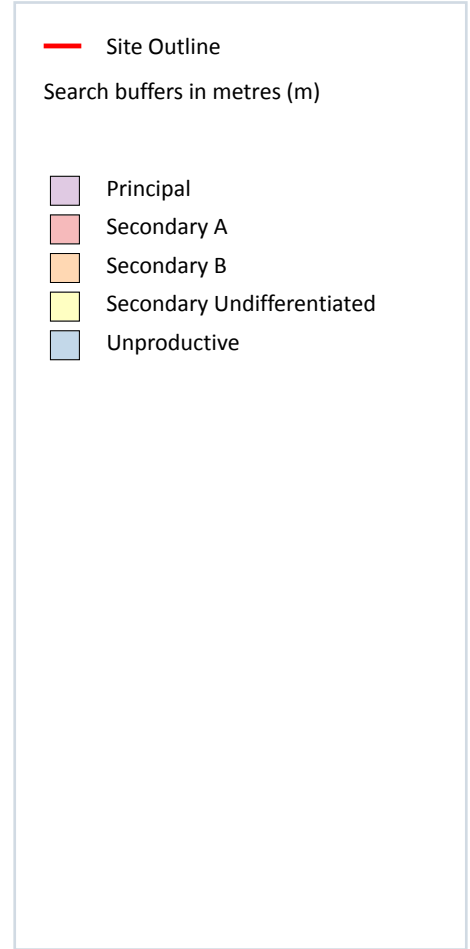 Site Outline
Search buffers in metres (m)
Principal
Secondary A
Secondary B
Secondary Undifferentiated
Unproductive